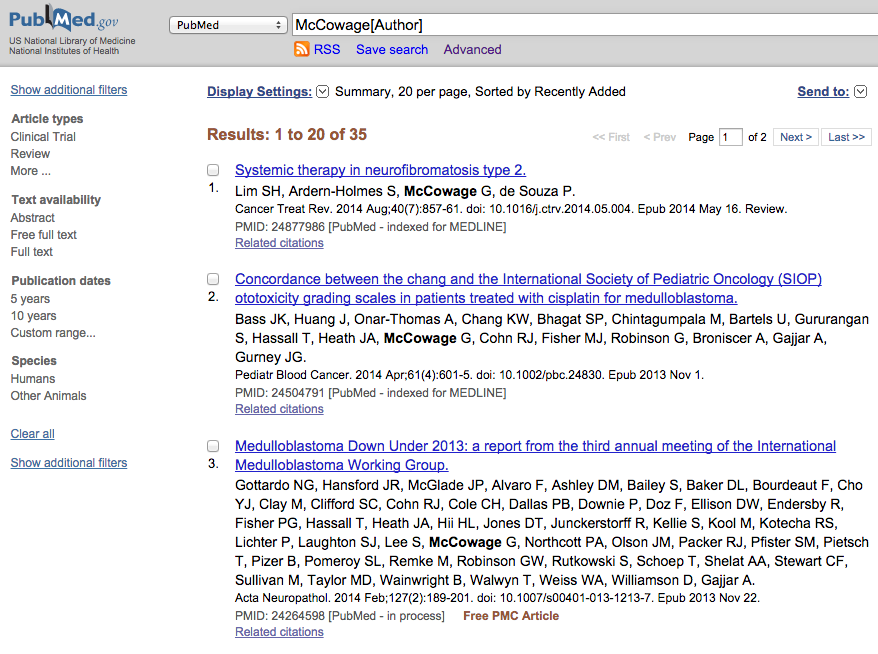 PubMed.gov
US National Library of Medicine
National Institutes of Health
PubMed
McCowage[Author]
RSS Save search Advanced
Show additional filters
Article types
Clinical Trial
Review
More ...
Text availability
Abstract
Free full text
Full text
Publication dates
5 years
10 years
Custom range...
Species
Humans
Other Animals
Clear all
Show additional filters
Display Settings: Summary, 20 per page, Sorted by Recently Added
Send to:
Results: 1 to 20 of 35
<< First < Prev Page 1 of 2 Next > Last >>
Systemic therapy in neurofibromatosis type 2.
1. Lim SH, Ardern-Holmes S, McCowage G, de Souza P.
Cancer Treat Rev. 2014 Aug;40(7):857-61. doi: 10.1016/j.ctrv.2014.05.004. Epub 2014 May 16. Review.
PMID: 24877986 [PubMed - indexed for MEDLINE]
Related citations
Concordance between the chang and the International Society of Pediatric Oncology (SIOP)
2. ototoxicity grading scales in patients treated with cisplatin for medulloblastoma.
Bass JK, Huang J, Onar-Thomas A, Chang KW, Bhagat SP, Chintagumpala M, Bartels U, Gururangan
S, Hassall T, Heath JA, McCowage G, Cohn RJ, Fisher MJ, Robinson G, Broniscer A, Gajjar A,
Gurney JG.
Pediatr Blood Cancer. 2014 Apr;61(4):601-5. doi: 10.1002/pbc.24830. Epub 2013 Nov 1.
PMID: 24504791 [PubMed - indexed for MEDLINE]
Related citations
Medulloblastoma Down Under 2013: a report from the third annual meeting of the International
3. Medulloblastoma Working Group.
Gottardo NG, Hansford JR, McGlade JP, Alvaro F, Ashley DM, Bailey S, Baker DL, Bourdeaut F, Cho
YJ, Clay M, Clifford SC, Cohn RJ, Cole CH, Dallas PB, Downie P, Doz F, Ellison DW, Endersby R,
Fisher PG, Hassall T, Heath JA, Hii HL, Jones DT, Junckerstorff R, Kellie S, Kool M, Kotecha RS,
Lichter P, Laughton SJ, Lee S, McCowage G, Northcott PA, Olson JM, Packer RJ, Pfister SM, Pietsch
T, Pizer B, Pomeroy SL, Remke M, Robinson GW, Rutkowski S, Schoep T, Shelat AA, Stewart CF,
Sullivan M, Taylor MD, Wainwright B, Walwyn T, Weiss WA, Williamson D, Gajjar A.
Acta Neuropathol. 2014 Feb;127(2):189-201. doi: 10.1007/s00401-013-1213-7. Epub 2013 Nov 22.
PMID: 24264598 [PubMed - in process] Free PMC Article
Related citations